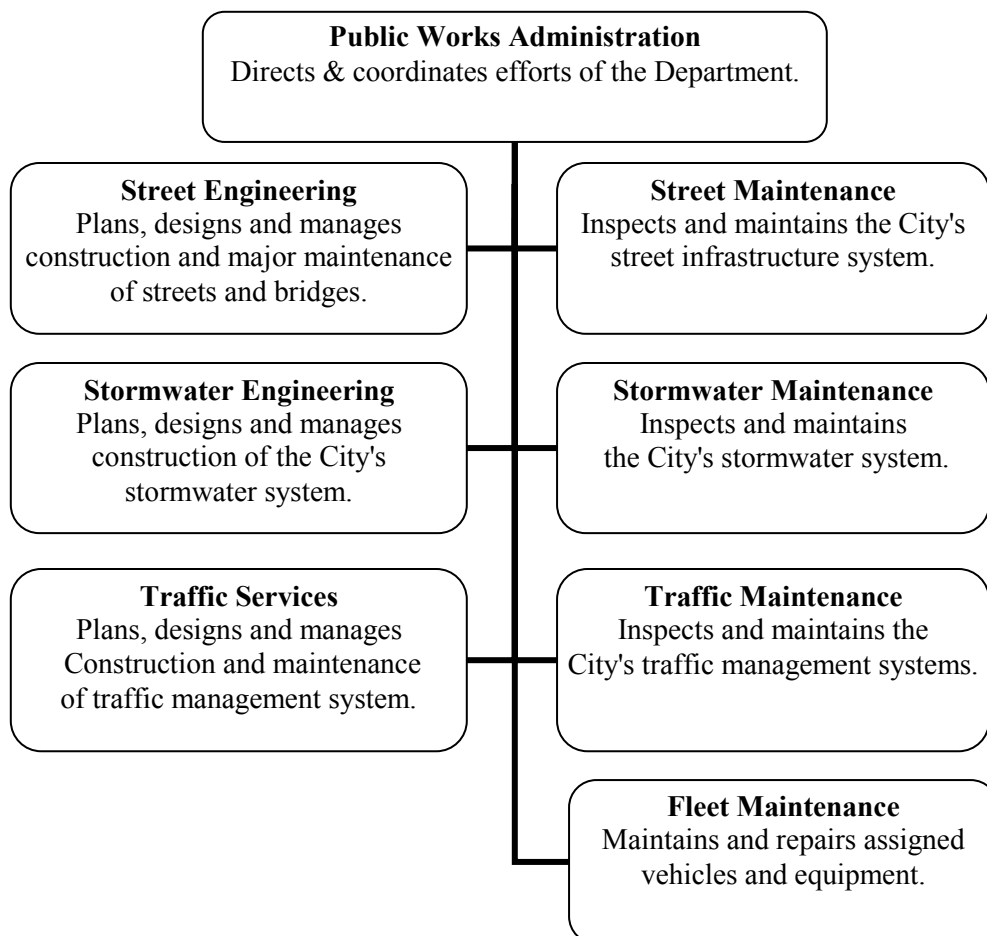 Public Works Administration
Directs & coordinates efforts of the Department.
Street Engineering
Plans, designs and manages
construction and major maintenance
of streets and bridges.
Street Maintenance
Inspects and maintains the City's
street infrastructure system.
Stormwater Engineering
Plans, designs and manages
construction of the City's
stormwater system.
Stormwater Maintenance
Inspects and maintains
the City's stormwater system.
Traffic Services
Plans, designs and manages
Construction and maintenance
of traffic management system.
Traffic Maintenance
Inspects and maintains the
City's traffic management systems.
Fleet Maintenance
Maintains and repairs assigned
vehicles and equipment.